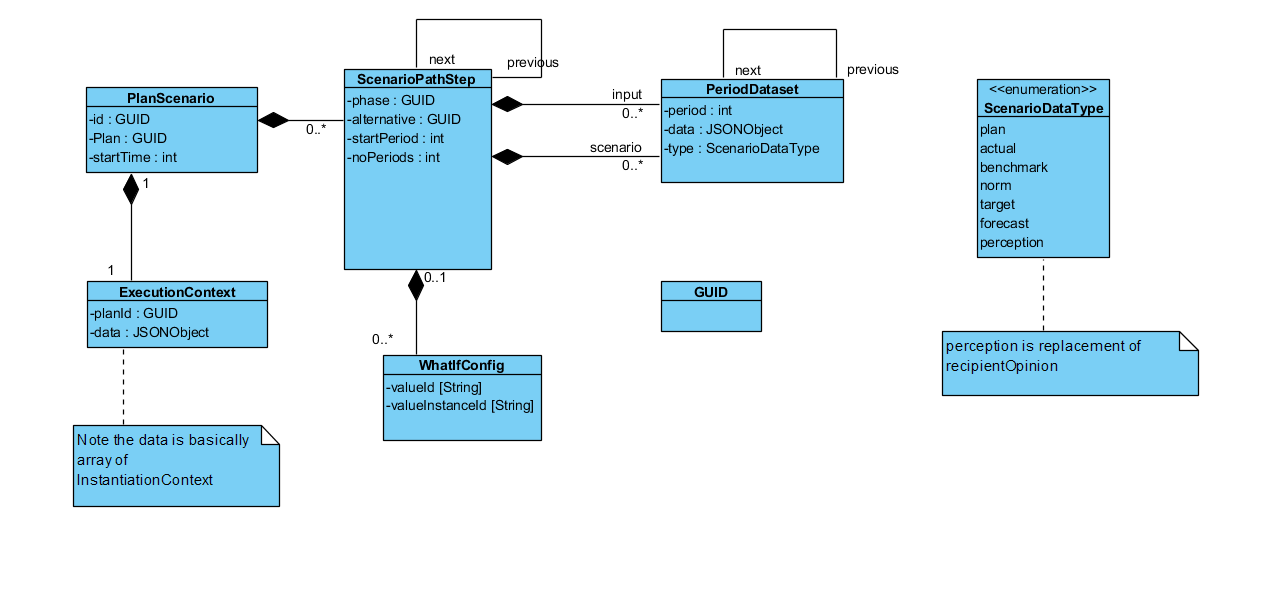 next
previous
ScenarioPathStep
-phase : GUID
-alternative : GUID
-startPeriod : int
-noPeriods : int
next
previous
PeriodDataset
-period : int
-data : JSONObject
-type : ScenarioDataType
<<enumeration>>
ScenarioDataType
plan
actual
benchmark
norm
target
forecast
perception
PlanScenario
-id : GUID
-Plan : GUID
-startTime : int
0..*
input
0..*
scenario
0..*
1
1
ExecutionContext
-planId : GUID
-data : JSONObject
0..1
0..*
WhatIfConfig
-valueId [String]
-valueInstanceId [String]
GUID
perception is replacement of
recipientOpinion
Note the data is basically
array of
InstantiationContext